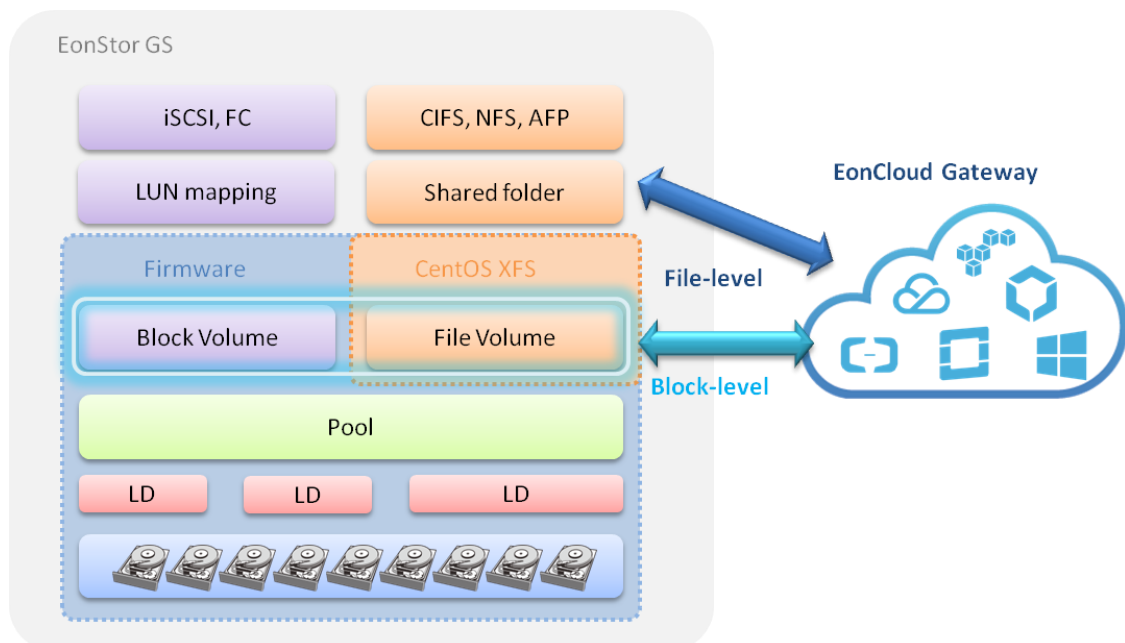 EonStor GS
iSCSI, FC
CIFS, NFS, AFP
LUN mapping
Shared folder
EonCloud Gateway
Firmware
CentOS XFS
File-level
Block Volume
File Volume
Block-level
Pool
LD
LD
LD